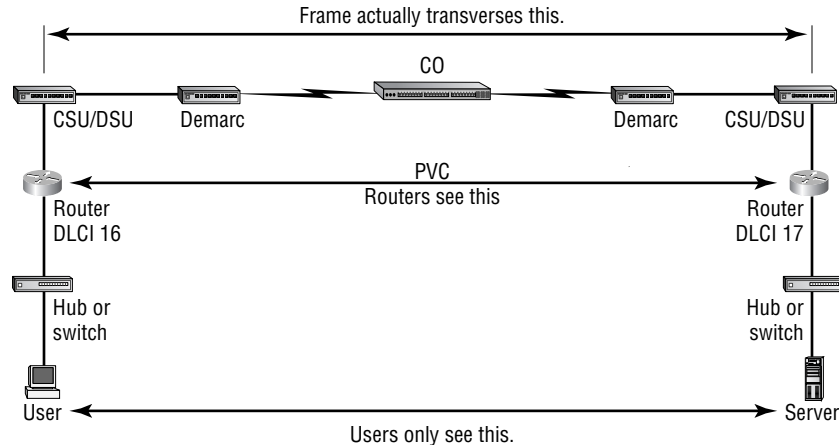 Frame actually transverses this.
CO
CSU/DSU
Demarc
Demarc
CSU/DSU
PVC
Routers see this
Router
DLCI 16
Router
DLCI 17
Hub or
switch
Hub or
switch
User
Server
Users only see this.